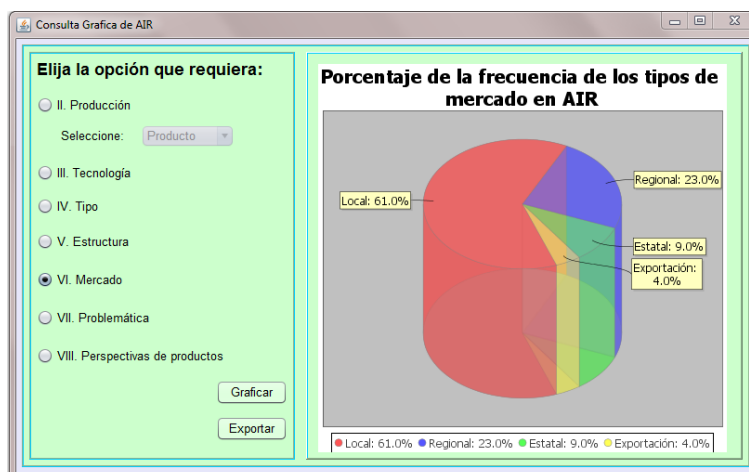 Consulta Grafica de AIR
Elija la opción que requiera:
II. Producción
Seleccione: Producto
III. Tecnología
IV. Tipo
V. Estructura
VI. Mercado
VII. Problemática
VIII. Perspectivas de productos
Graficar
Exportar
Porcentaje de la frecuencia de los tipos de
mercado en AIR
Local: 61.0%
Regional: 23.0%
Estatal: 9.0%
Exportación:
4.0%
Local: 61.0% Regional: 23.0% Estatal: 9.0% Exportación: 4.0%